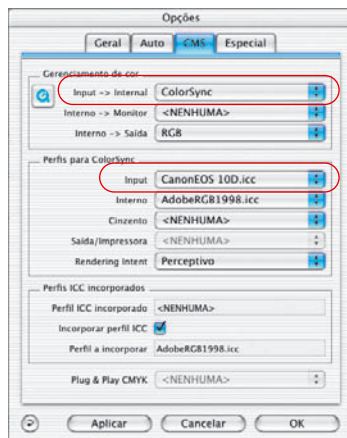 Opções
Geral Auto CMS Especial
Gerenciamento de cor
Input -> Internal ColorSync
Interno -> Monitor <NENHUMA>
Interno -> Saída RGB
Perfis para ColorSync
Input CanonEOS 10D.icc
Interno AdobeRGB1998.icc
Cinzento <NENHUMA>
Saída/Impressora <NENHUMA>
Rendering Intent Perceptivo
Perfis ICC incorporados
Perfil ICC incorporado <NENHUMA>
Incorporar perfil ICC
Perfil a incorporar AdobeRGB1998.icc
Plug & Play CMYK <NENHUMA>
Aplicar Cancelar OK